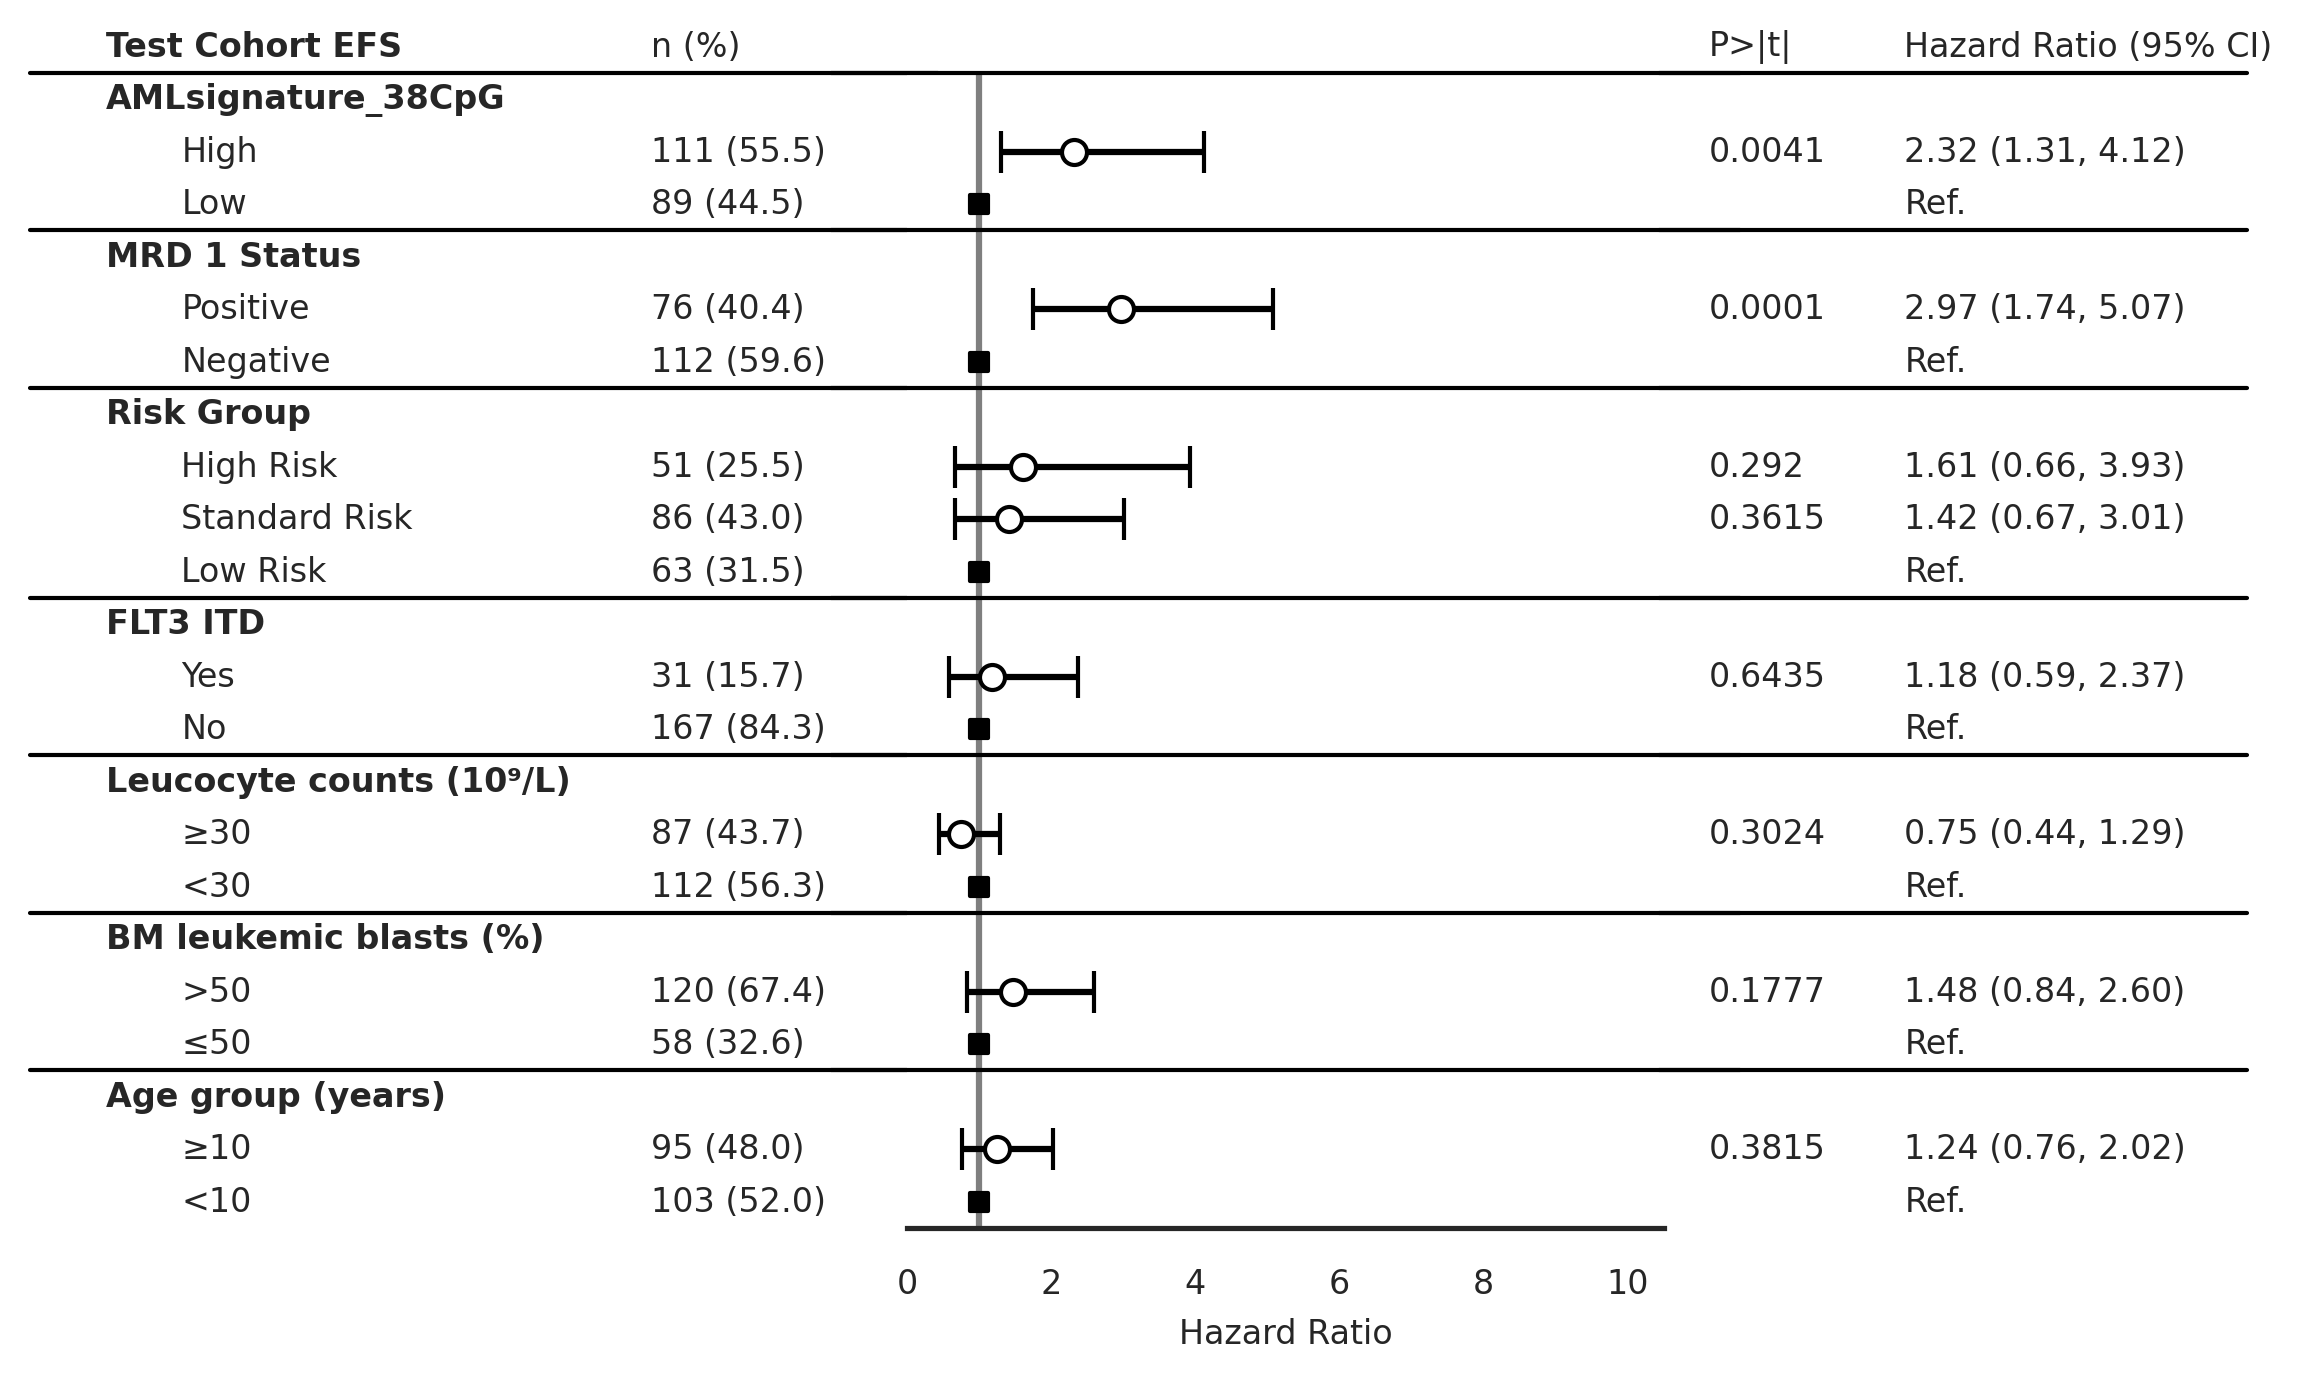 Test Cohort EFS n (%) P>|t| Hazard Ratio (95% CI)
AMLsignature_38CpG
High 111 (55.5) 0.0041 2.32 (1.31, 4.12)
Low 89 (44.5) Ref.
MRD 1 Status
Positive 76 (40.4) 0.0001 2.97 (1.74, 5.07)
Negative 112 (59.6) Ref.
Risk Group
High Risk 51 (25.5) 0.292 1.61 (0.66, 3.93)
Standard Risk 86 (43.0) 0.3615 1.42 (0.67, 3.01)
Low Risk 63 (31.5) Ref.
FLT3 ITD
Yes 31 (15.7) 0.6435 1.18 (0.59, 2.37)
No 167 (84.3) Ref.
Leucocyte counts (10⁹/L)
≥30 87 (43.7) 0.3024 0.75 (0.44, 1.29)
<30 112 (56.3) Ref.
BM leukemic blasts (%)
>50 120 (67.4) 0.1777 1.48 (0.84, 2.60)
≤50 58 (32.6) Ref.
Age group (years)
≥10 95 (48.0) 0.3815 1.24 (0.76, 2.02)
<10 103 (52.0) Ref.
0 2 4 6 8 10
Hazard Ratio